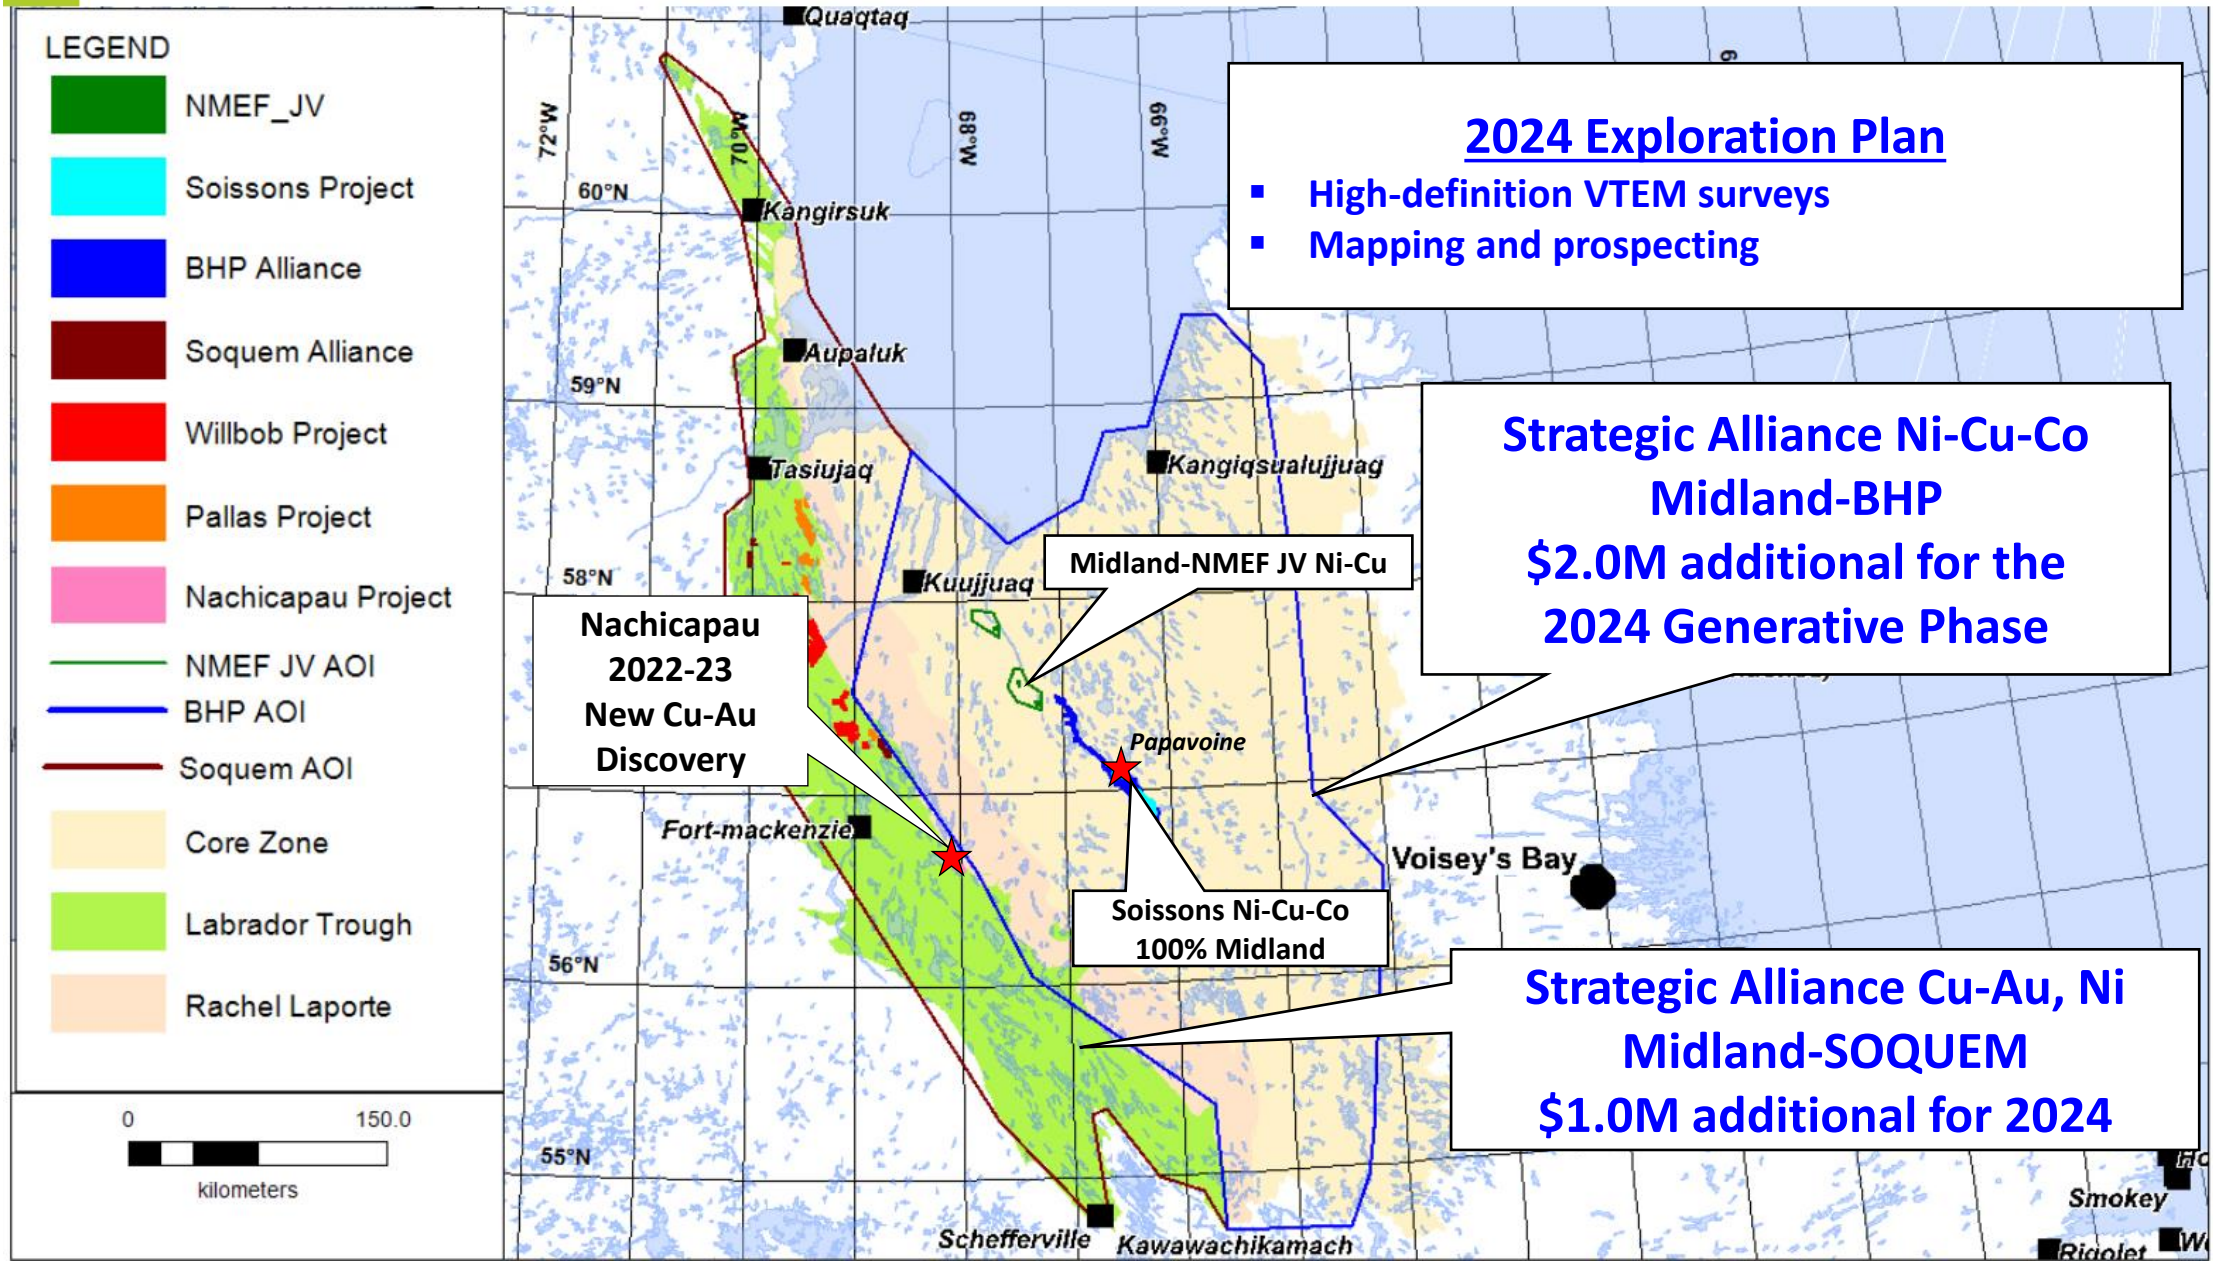 LEGEND
NMEF_JV
Soissons Project
BHP Alliance
Soquem Alliance
Willbob Project
Pallas Project
Nachicapau Project
NMEF JV AOI
BHP AOI
Soquem AOI
Core Zone
Labrador Trough
Rachel Laporte
0 150.0
kilometers
Quaqtaq
72°W
70°W
68°W
66°W
60°N
Kangirsuk
2024 Exploration Plan
▪ High-definition VTEM surveys
▪ Mapping and prospecting
Aupaluk
59°N
Tasiujaq
Kangiqsualujjuag
Strategic Alliance Ni-Cu-Co
Midland-BHP
$2.0M additional for the
2024 Generative Phase
Midland-NMEF JV Ni-Cu
58°N
Kuujjuaq
Nachicapau
2022-23
New Cu-Au
Discovery
Papavoine
Fort-mackenzie
Voisey's Bay
Soissons Ni-Cu-Co
100% Midland
56°N
Strategic Alliance Cu-Au, Ni
Midland-SOQUEM
$1.0M additional for 2024
55°N
Schefferville
Kawawachikamach
Ho
Smokey
Rigolet